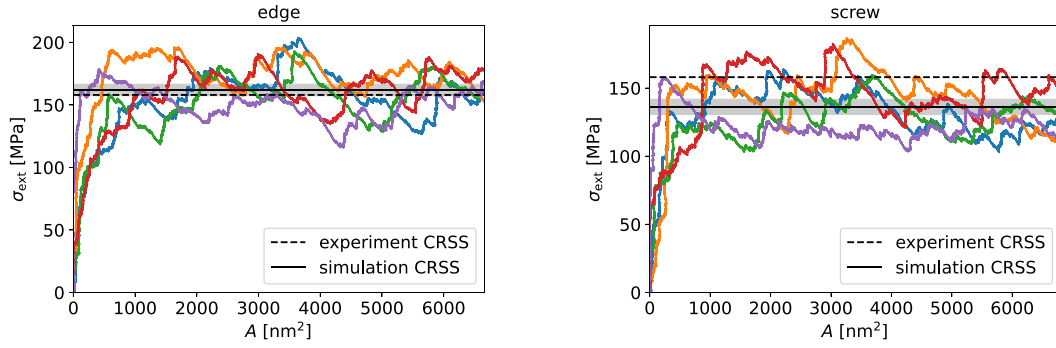 edge
200
150
100
50
0
σext [MPa]
0 1000 2000 3000 4000 5000 6000
A [nm²]
experiment CRSS
simulation CRSS
screw
150
100
50
0
σext [MPa]
0 1000 2000 3000 4000 5000 6000
A [nm²]
experiment CRSS
simulation CRSS